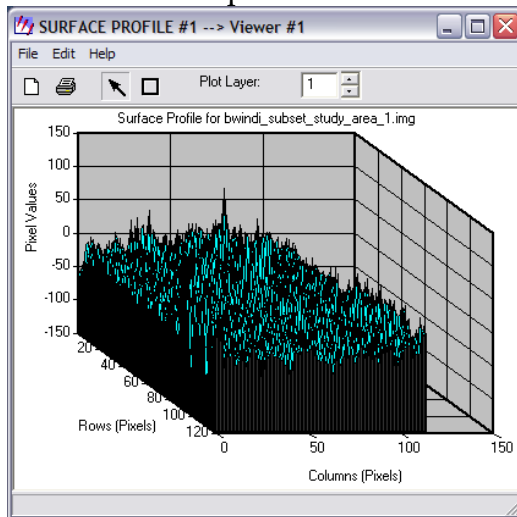 SURFACE PROFILE #1 --> Viewer #1
File Edit Help
Plot Layer: 1
Surface Profile for bwindi_subset_study_area_1.img
150
100
50
0
-50
-100
-150
Pixel Values
20
40
60
80
100
120
Rows (Pixels)
0 50 100 150
Columns (Pixels)